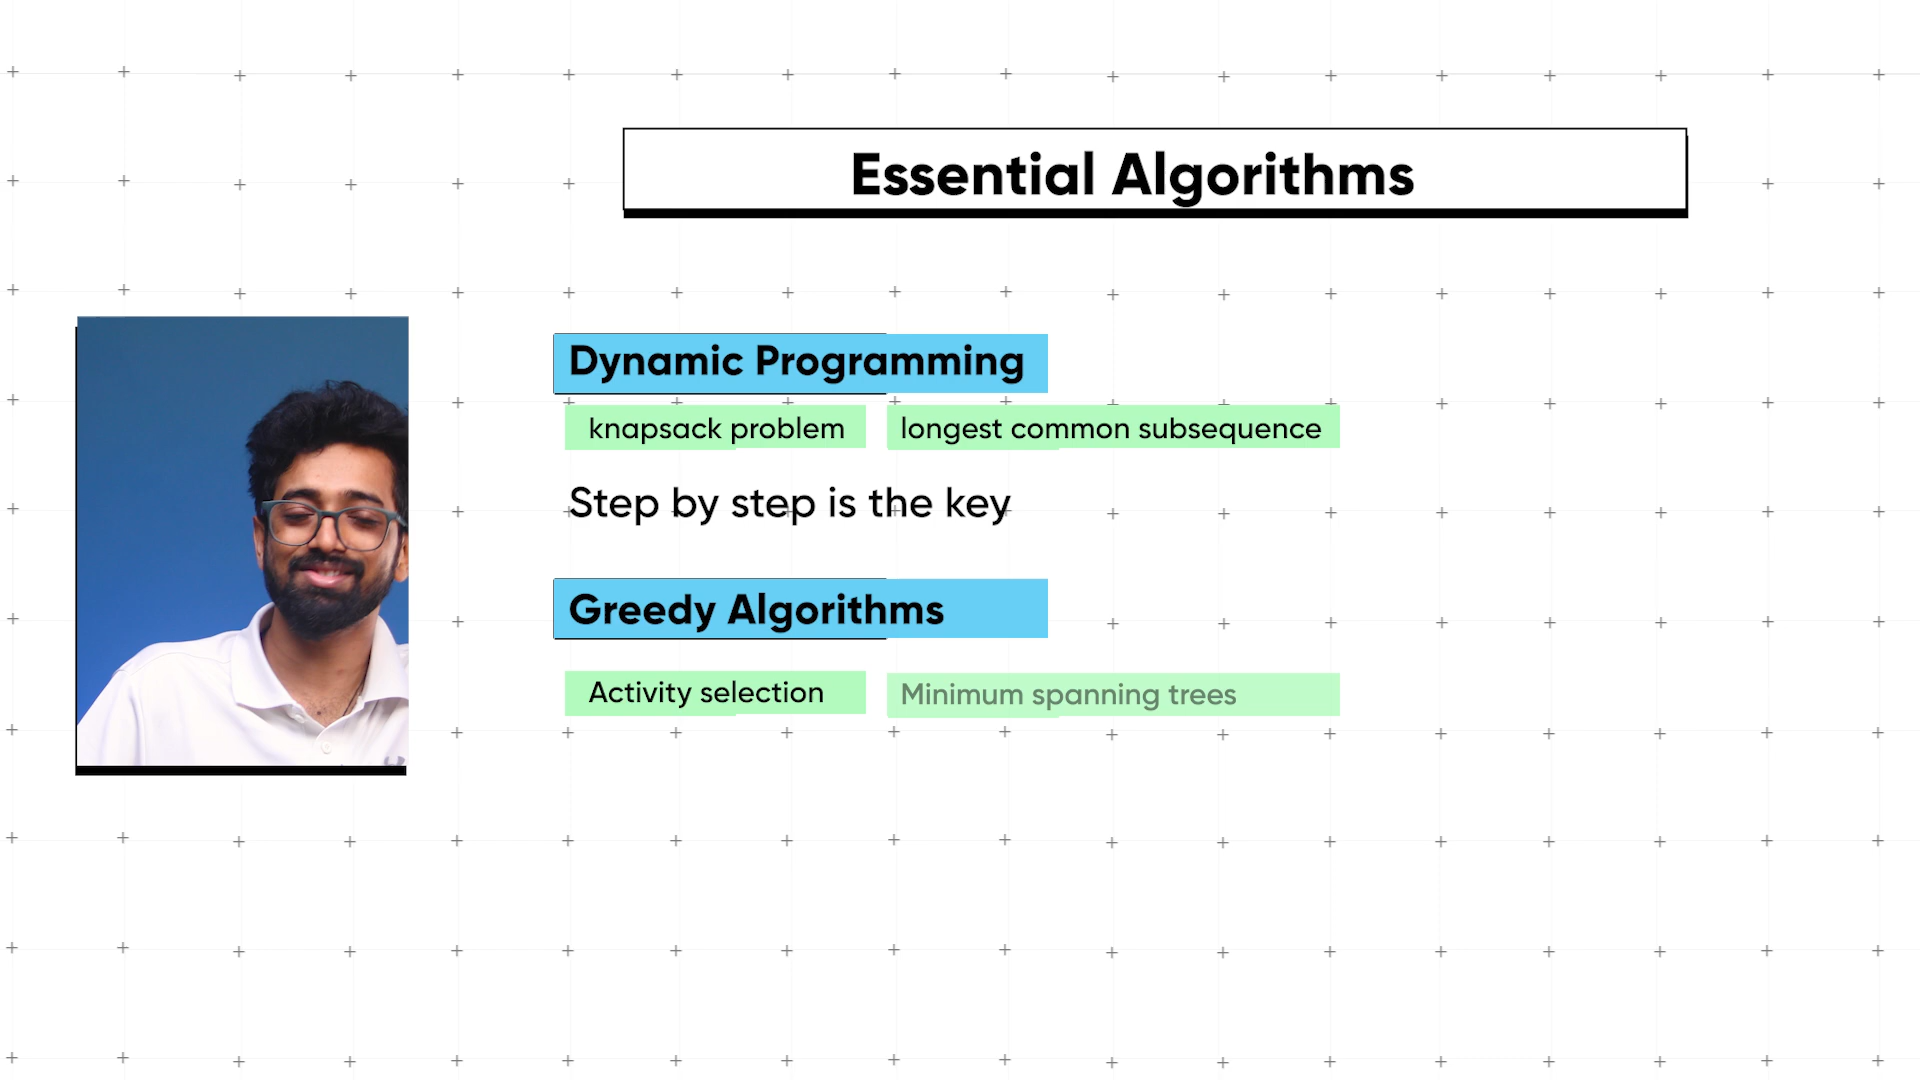 Essential Algorithms
Dynamic Programming
knapsack problem
longest common subsequence
Step by step is the key
Greedy Algorithms
Activity selection
Minimum spanning trees